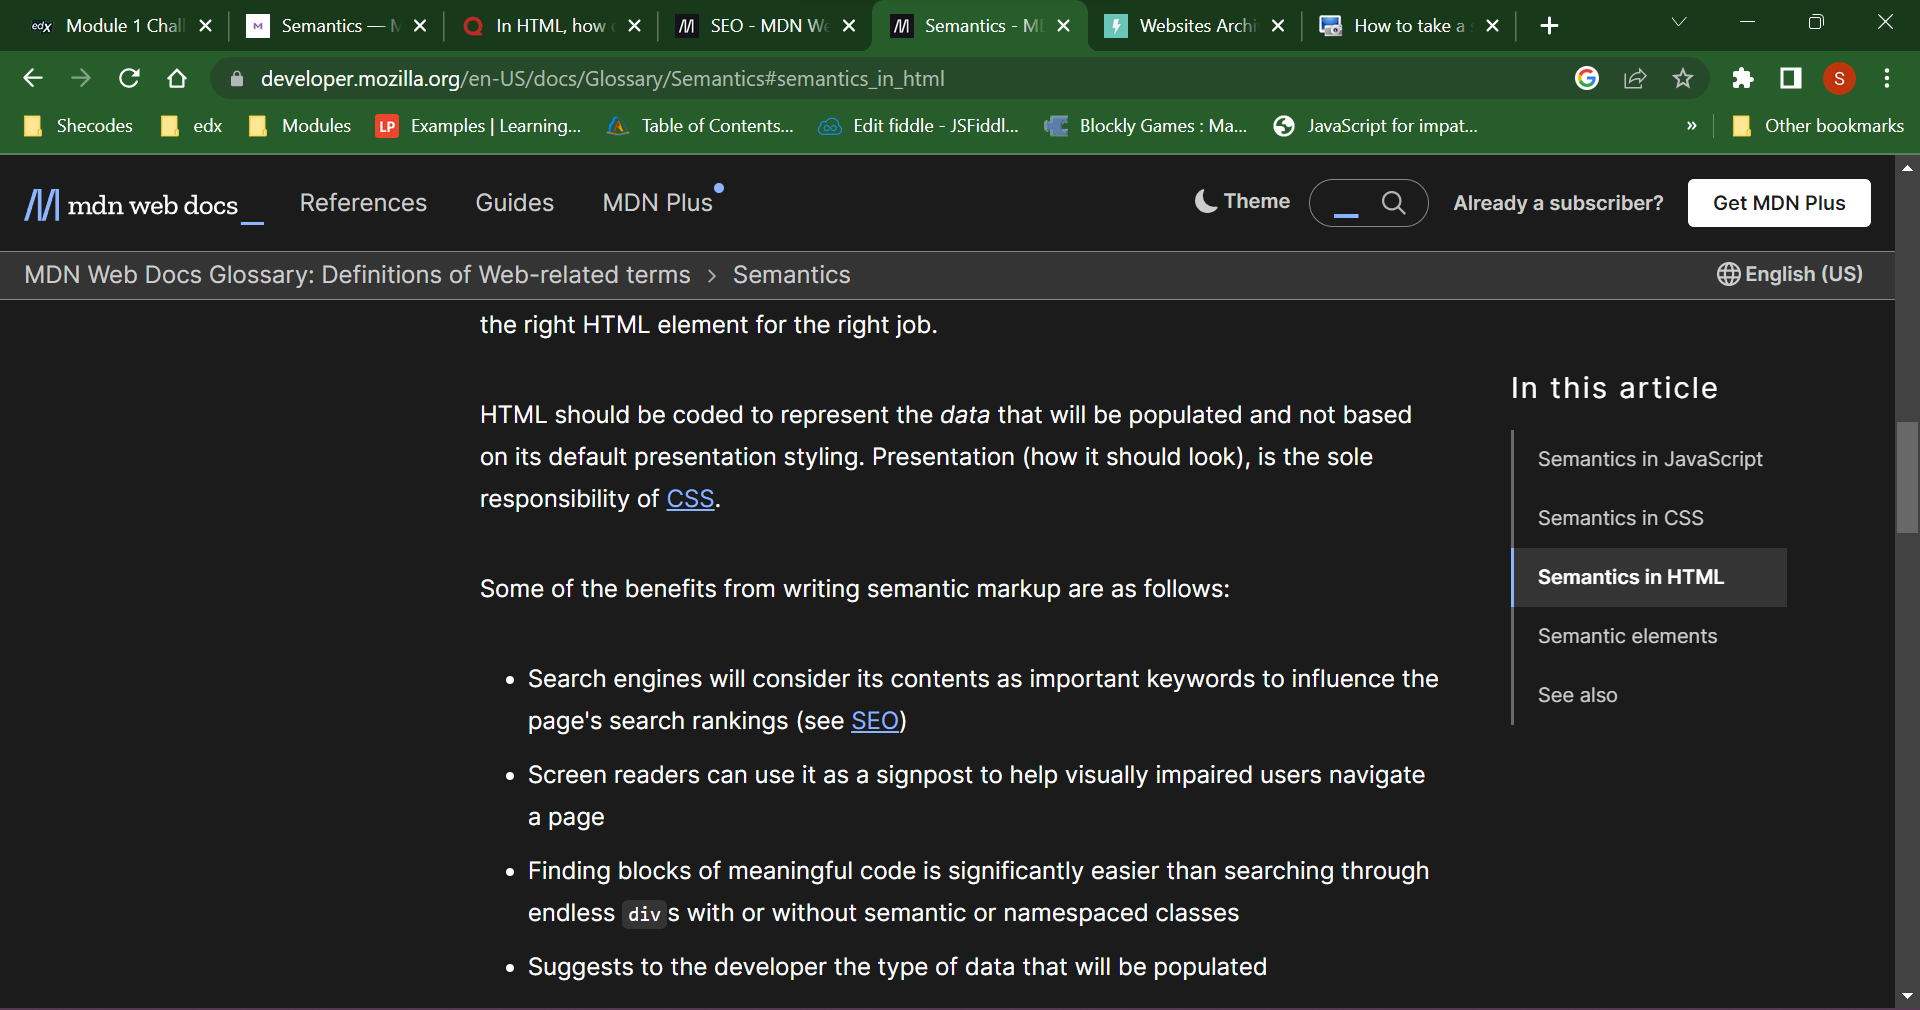 edx Module 1 Chal
M Semantics — M
In HTML, how
SEO - MDN We
Semantics - MD
Websites Archi
How to take a s
developer.mozilla.org/en-US/docs/Glossary/Semantics#semantics_in_html
S
Shecodes
edx
Modules
LP Examples | Learning...
Table of Contents...
Edit fiddle - JSFiddl...
Blockly Games : Ma...
JavaScript for impat...
»
Other bookmarks
mdn web docs_
References
Guides
MDN Plus
Theme
Already a subscriber?
Get MDN Plus
MDN Web Docs Glossary: Definitions of Web-related terms > Semantics
English (US)
the right HTML element for the right job.
HTML should be coded to represent the data that will be populated and not based
on its default presentation styling. Presentation (how it should look), is the sole
responsibility of CSS.
Some of the benefits from writing semantic markup are as follows:
• Search engines will consider its contents as important keywords to influence the
page's search rankings (see SEO)
• Screen readers can use it as a signpost to help visually impaired users navigate
a page
• Finding blocks of meaningful code is significantly easier than searching through
endless divs with or without semantic or namespaced classes
• Suggests to the developer the type of data that will be populated
In this article
Semantics in JavaScript
Semantics in CSS
Semantics in HTML
Semantic elements
See also